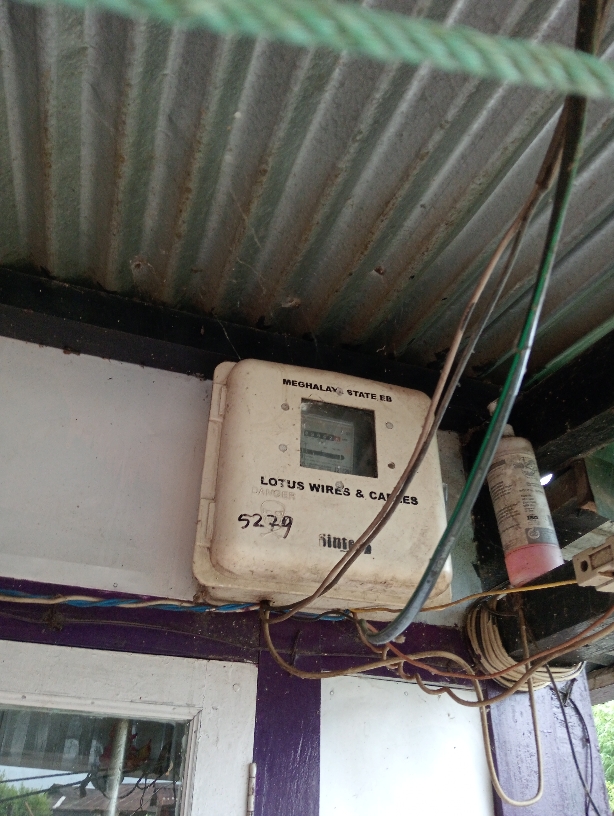 MEGHALAYA STATE EB
LOTUS WIRES & CABLES
DANGER
5279
Sintex